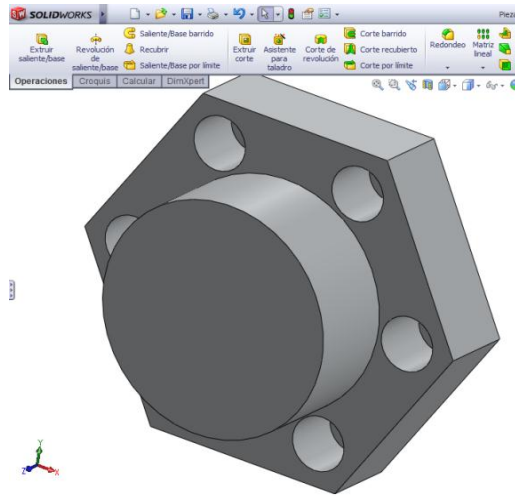 SOLIDWORKS
Pieza
Extruir saliente/base
Revolución de saliente/base
Saliente/Base barrido
Recubrir
Saliente/Base por límite
Extruir corte
Asistente para taladro
Corte de revolución
Corte barrido
Corte recubierto
Corte por límite
Redondeo
Matriz lineal
Operaciones
Croquis
Calcular
DimXpert
Y
Z
X